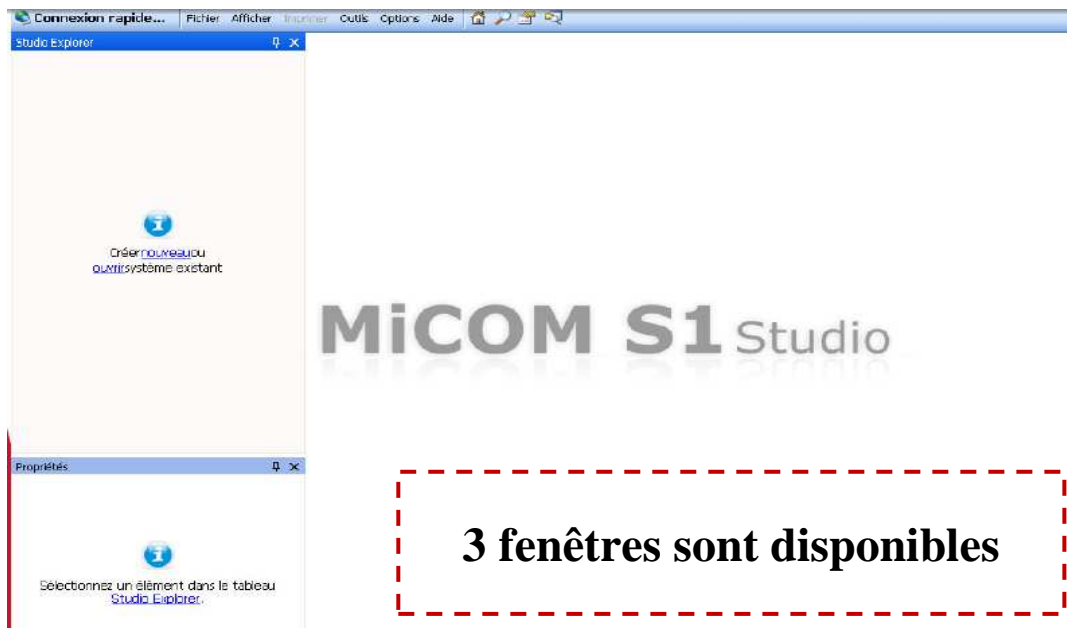 Connexion rapide... Fichier Afficher Imprimer Outils Options Aide
Studio Explorer
Créer nouveau ou
ouvrir système existant
MiCOM S1 Studio
Propriétés
3 fenêtres sont disponibles
Sélectionnez un élément dans le tableau
Studio Explorer.